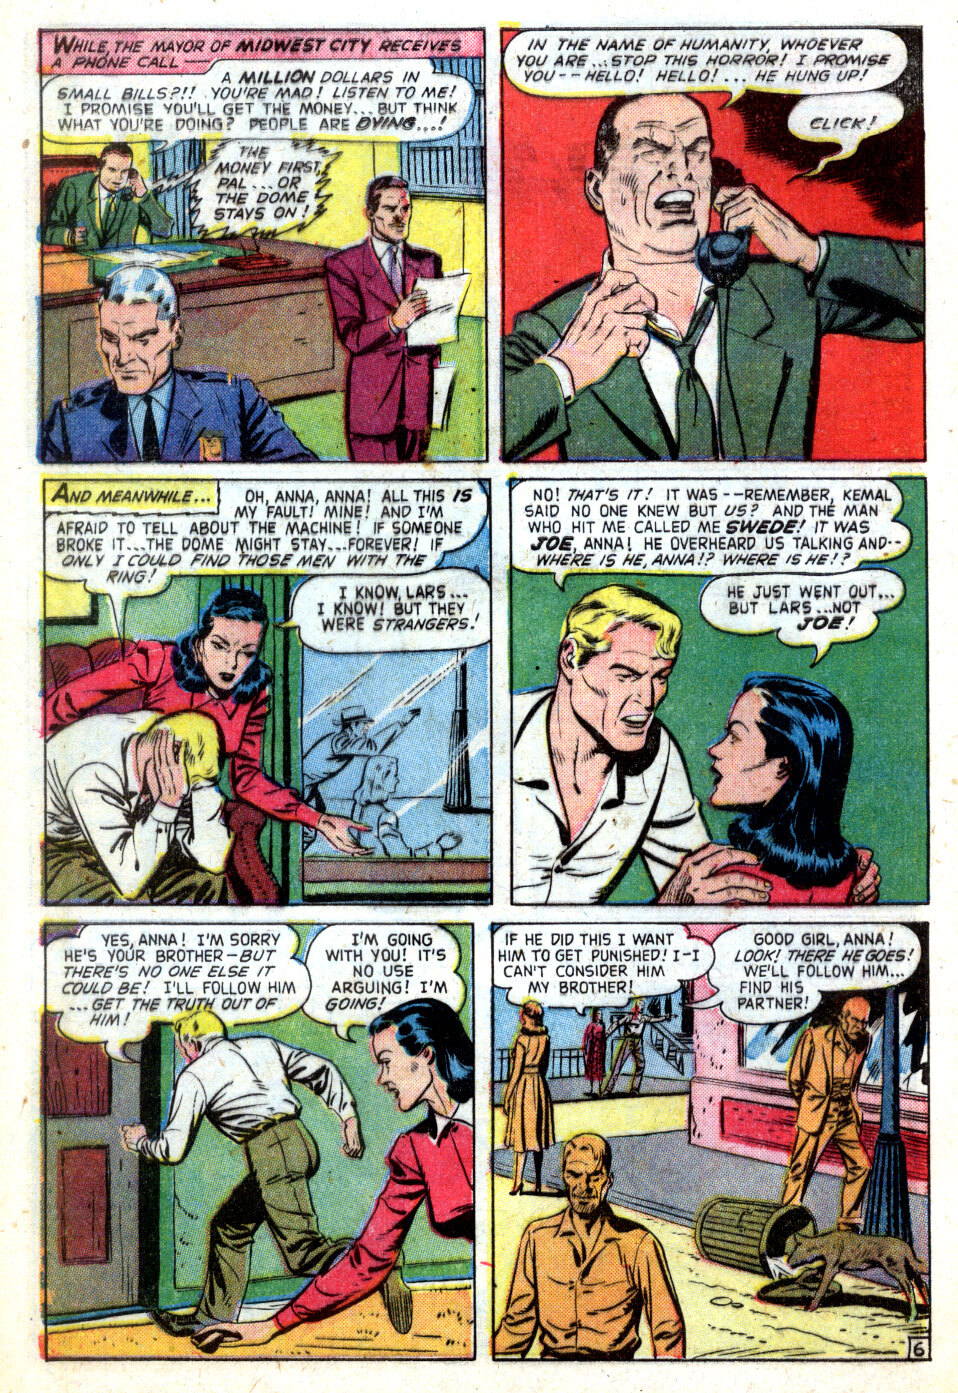 WHILE, THE MAYOR OF MIDWEST CITY RECEIVES
A PHONE CALL —
A MILLION DOLLARS IN
SMALL BILLS?!! YOU'RE MAD! LISTEN TO ME!
I PROMISE YOU'LL GET THE MONEY...BUT THINK
WHAT YOU'RE DOING? PEOPLE ARE DYING...!
THE
MONEY FIRST,
PAL...OR
THE DOME
STAYS ON!
IN THE NAME OF HUMANITY, WHOEVER
YOU ARE...STOP THIS HORROR! I PROMISE
YOU--HELLO! HELLO!...HE HUNG UP!
CLICK!
AND MEANWHILE...
OH, ANNA, ANNA! ALL THIS IS
MY FAULT! MINE! AND I'M
AFRAID TO TELL ABOUT THE MACHINE! IF SOMEONE
BROKE IT...THE DOME MIGHT STAY...FOREVER! IF
ONLY I COULD FIND THOSE MEN WITH THE
RING!
I KNOW, LARS...
I KNOW! BUT THEY
WERE STRANGERS!
NO! THAT'S IT! IT WAS--REMEMBER, KEMAL
SAID NO ONE KNEW BUT US? AND THE MAN
WHO HIT ME CALLED ME SWEDE! IT WAS
JOE, ANNA! HE OVERHEARD US TALKING AND--
WHERE IS HE, ANNA!? WHERE IS HE!?
HE JUST WENT OUT...
BUT LARS...NOT
JOE!
YES, ANNA! I'M SORRY
HE'S YOUR BROTHER—BUT
THERE'S NO ONE ELSE IT
COULD BE! I'LL FOLLOW HIM
...GET THE TRUTH OUT OF
HIM!
I'M GOING
WITH YOU! IT'S
NO USE
ARGUING! I'M
GOING!
IF HE DID THIS I WANT
HIM TO GET PUNISHED! I-I
CAN'T CONSIDER HIM
MY BROTHER!
GOOD GIRL, ANNA!
LOOK! THERE HE GOES!
WE'LL FOLLOW HIM...
FIND HIS
PARTNER!
6